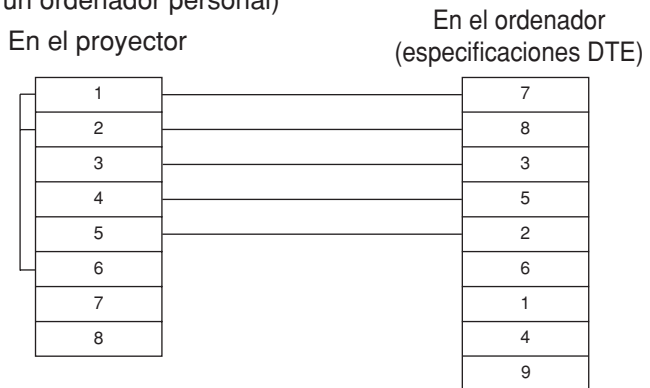 un ordenador personal)
En el proyector
En el ordenador
(especificaciones DTE)
1 7
2 8
3 3
4 5
5 2
6 6
7 1
8 4
9